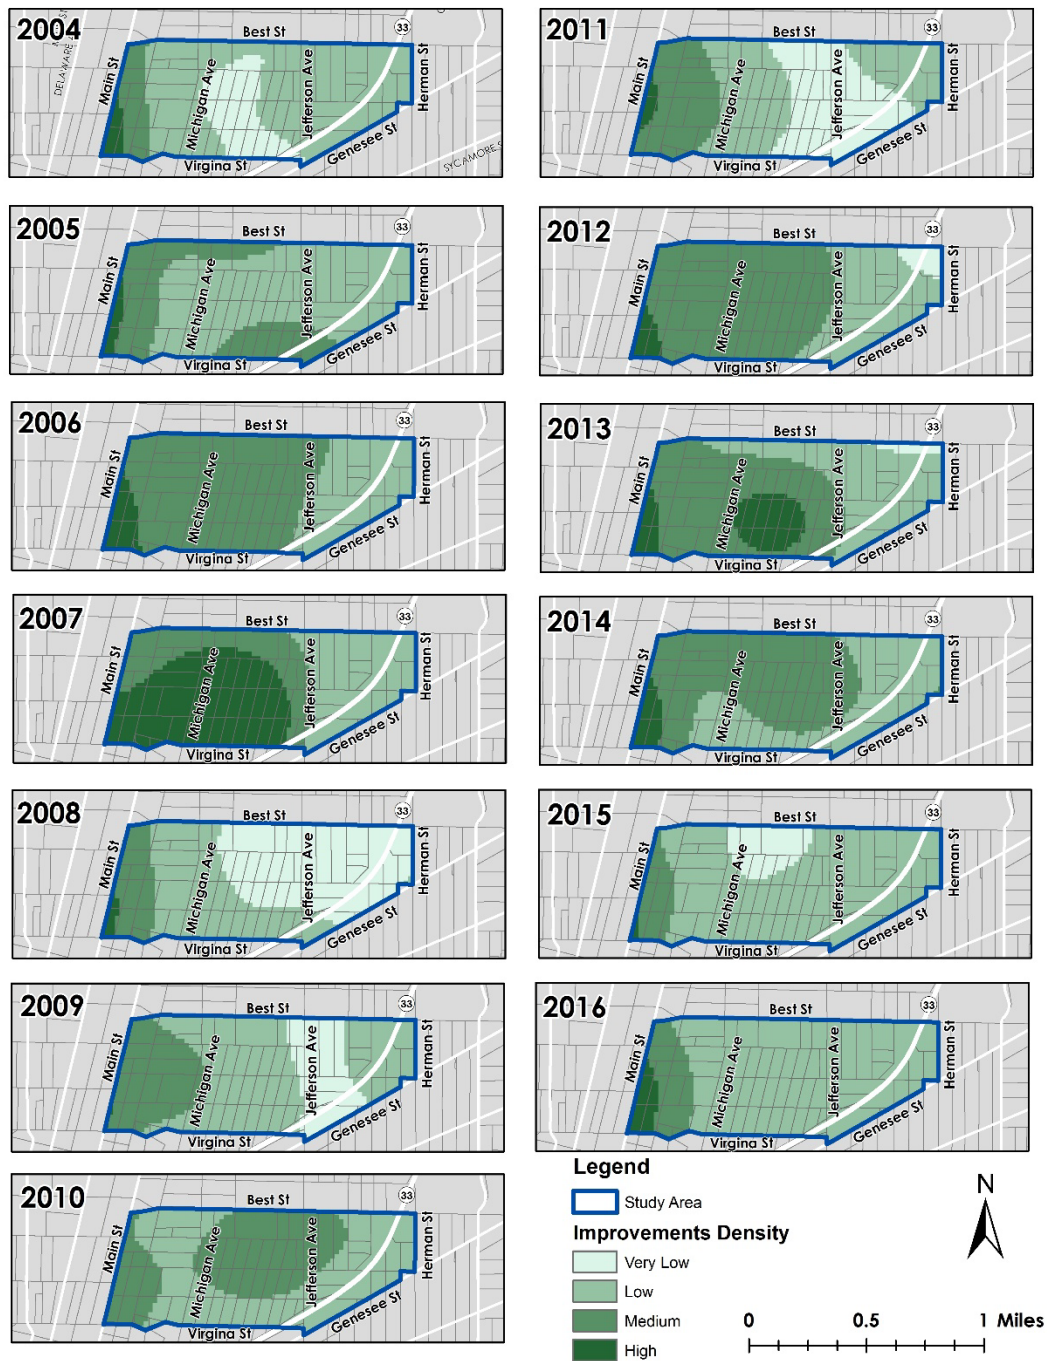 2004
DELAWARE
33
Best St
Main St
Michigan Ave
Jefferson Ave
Herman St
Virgina St
Genesee St
SYCAMORE
2005
33
Best St
Main St
Michigan Ave
Jefferson Ave
Herman St
Virgina St
Genesee St
2006
33
Best St
Main St
Michigan Ave
Jefferson Ave
Herman St
Virgina St
Genesee St
2007
33
Best St
Main St
Michigan Ave
Jefferson Ave
Herman St
Virgina St
Genesee St
2008
33
Best St
Main St
Michigan Ave
Jefferson Ave
Herman St
Virgina St
Genesee St
2009
33
Best St
Main St
Michigan Ave
Jefferson Ave
Herman St
Virgina St
Genesee St
2010
33
Best St
Main St
Michigan Ave
Jefferson Ave
Herman St
Virgina St
Genesee St
2011
33
Best St
Main St
Michigan Ave
Jefferson Ave
Herman St
Virgina St
Genesee St
2012
33
Best St
Main St
Michigan Ave
Jefferson Ave
Herman St
Virgina St
Genesee St
2013
33
Best St
Main St
Michigan Ave
Jefferson Ave
Herman St
Virgina St
Genesee St
2014
33
Best St
Main St
Michigan Ave
Jefferson Ave
Herman St
Virgina St
Genesee St
2015
33
Best St
Main St
Michigan Ave
Jefferson Ave
Herman St
Virgina St
Genesee St
2016
33
Best St
Main St
Michigan Ave
Jefferson Ave
Herman St
Virgina St
Genesee St
Legend
Study Area
Improvements Density
Very Low
Low
Medium
High
N
0 0.5 1 Miles